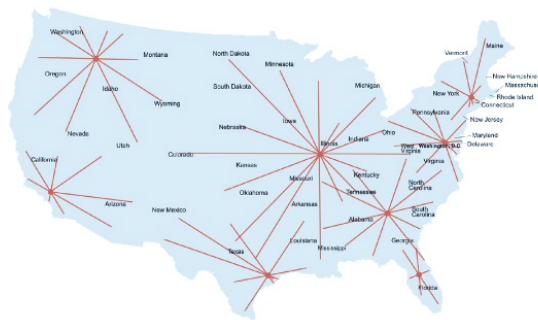 Washington
Montana
Oregon
Idaho
Wyoming
Nevada
Utah
California
Arizona
North Dakota
Minnesota
South Dakota
Michigan
Iowa
Nebraska
Illinois
Indiana
Ohio
Colorado
Kansas
Missouri
Kentucky
Oklahoma
Tennessee
Arkansas
New Mexico
Alabama
Texas
Louisiana
Mississippi
Georgia
Florida
North
Carolina
South
Carolina
Maine
Vermont
New Hampshire
Massachuse
New York
Rhode Island
Connecticut
Pennsylvania
New Jersey
Maryland
West
Virginia
Washington, D.C.
Delaware
Virginia